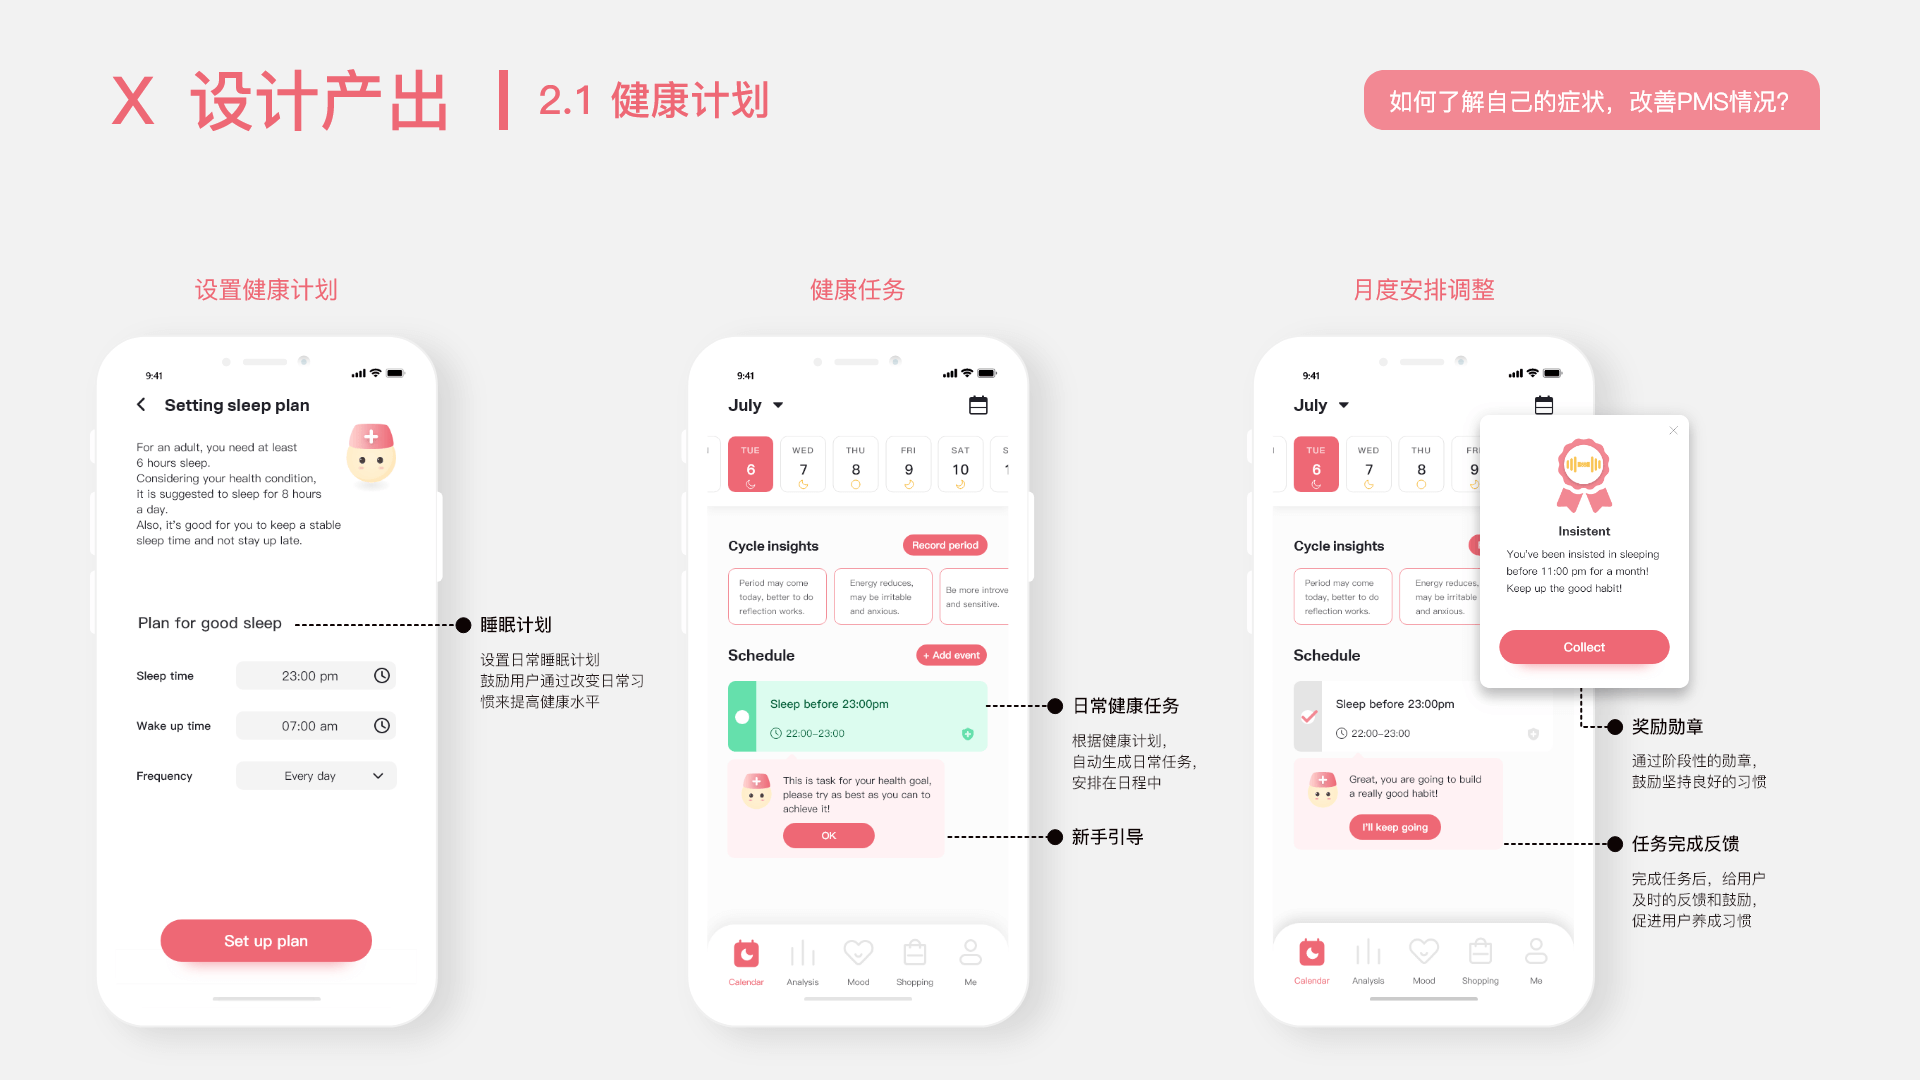 X 设计产出
2.1 健康计划
如何了解自己的症状，改善PMS情况？
设置健康计划
9:41
Setting sleep plan
For an adult, you need at least
6 hours sleep.
Considering your health condition,
it is suggested to sleep for 8 hours
a day.
Also, it's good for you to keep a stable
sleep time and not stay up late.
Plan for good sleep
Sleep time
23:00 pm
Wake up time
07:00 am
Frequency
Every day
Set up plan
睡眠计划
设置日常睡眠计划
鼓励用户通过改变日常习
惯来提高健康水平
健康任务
9:41
July
TUE
6
WED
7
THU
8
FRI
9
SAT
10
S
1
Cycle insights
Record period
Period may come
today, better to do
reflection works.
Energy reduces,
may be irritable
and anxious.
Be more introve
and sensitive.
Schedule
+ Add event
Sleep before 23:00pm
22:00–23:00
This is task for your health goal,
please try as best as you can to
achieve it!
OK
Calendar
Analysis
Mood
Shopping
Me
日常健康任务
根据健康计划，
自动生成日常任务，
安排在日程中
新手引导
月度安排调整
9:41
July
TUE
6
WED
7
THU
8
FR
9
Cycle insights
Period may come
today, better to do
reflection works.
Energy reduces,
may be irritable
and anxious.
Schedule
Sleep before 23:00pm
22:00–23:00
Great, you are going to build
a really good habit!
I'll keep going
Calendar
Analysis
Mood
Shopping
Me
Insistent
You've been insisted in sleeping
before 11:00 pm for a month!
Keep up the good habit!
Collect
奖励勋章
通过阶段性的勋章，
鼓励坚持良好的习惯
任务完成反馈
完成任务后，给用户
及时的反馈和鼓励，
促进用户养成习惯